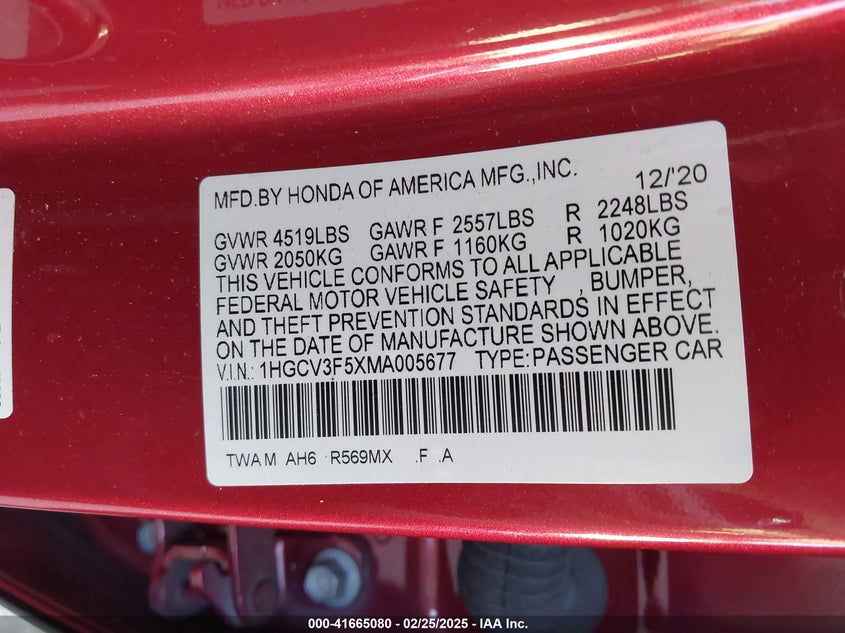 MFD.BY HONDA OF AMERICA MFG.,INC. 12/'20
GVWR 4519LBS GAWR F 2557LBS R 2248LBS
GVWR 2050KG GAWR F 1160KG R 1020KG
THIS VEHICLE CONFORMS TO ALL APPLICABLE
FEDERAL MOTOR VEHICLE SAFETY , BUMPER,
AND THEFT PREVENTION STANDARDS IN EFFECT
ON THE DATE OF MANUFACTURE SHOWN ABOVE.
V.I.N.: 1HGCV3F5XMA005677 TYPE:PASSENGER CAR
TWA M AH6 R569MX .F .A
000-41665080 - 02/25/2025 - IAA Inc.